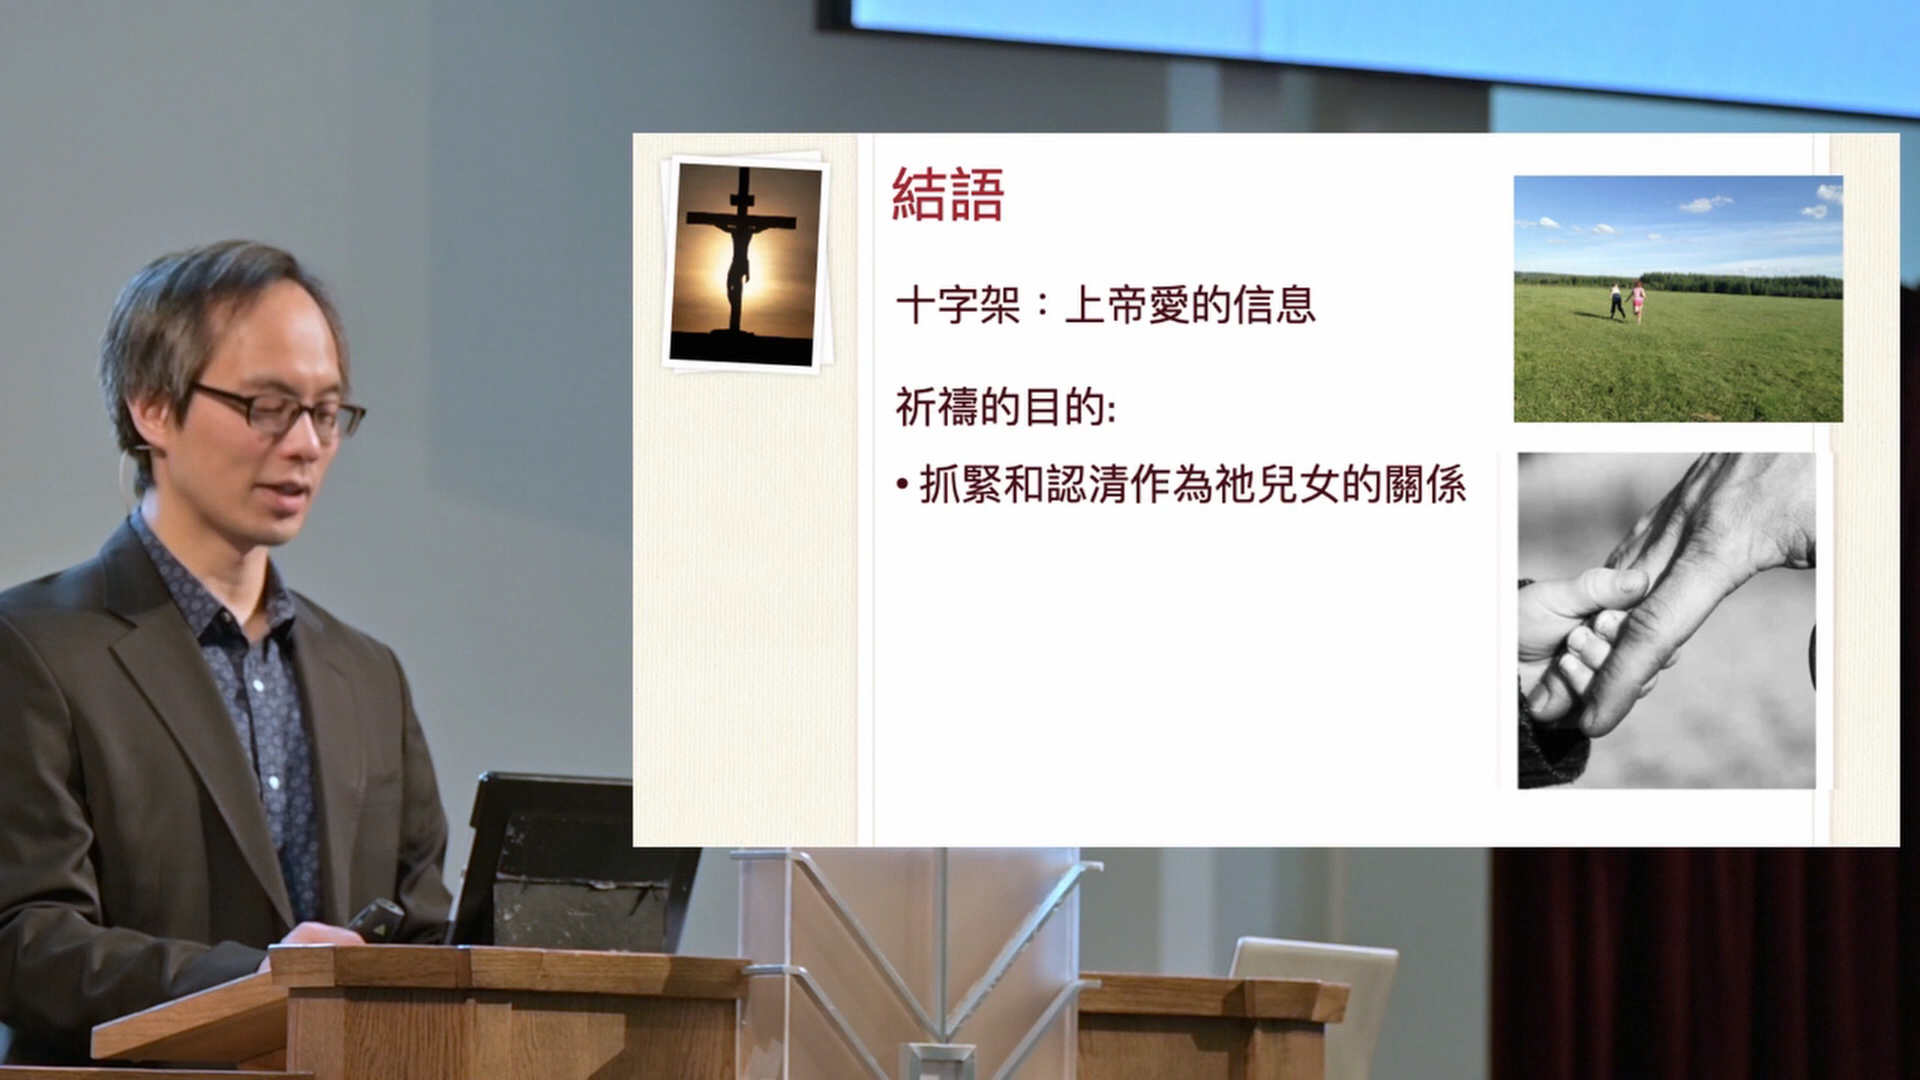 結語
十字架：上帝愛的信息
祈禱的目的:
• 抓緊和認清作為祂兒女的關係